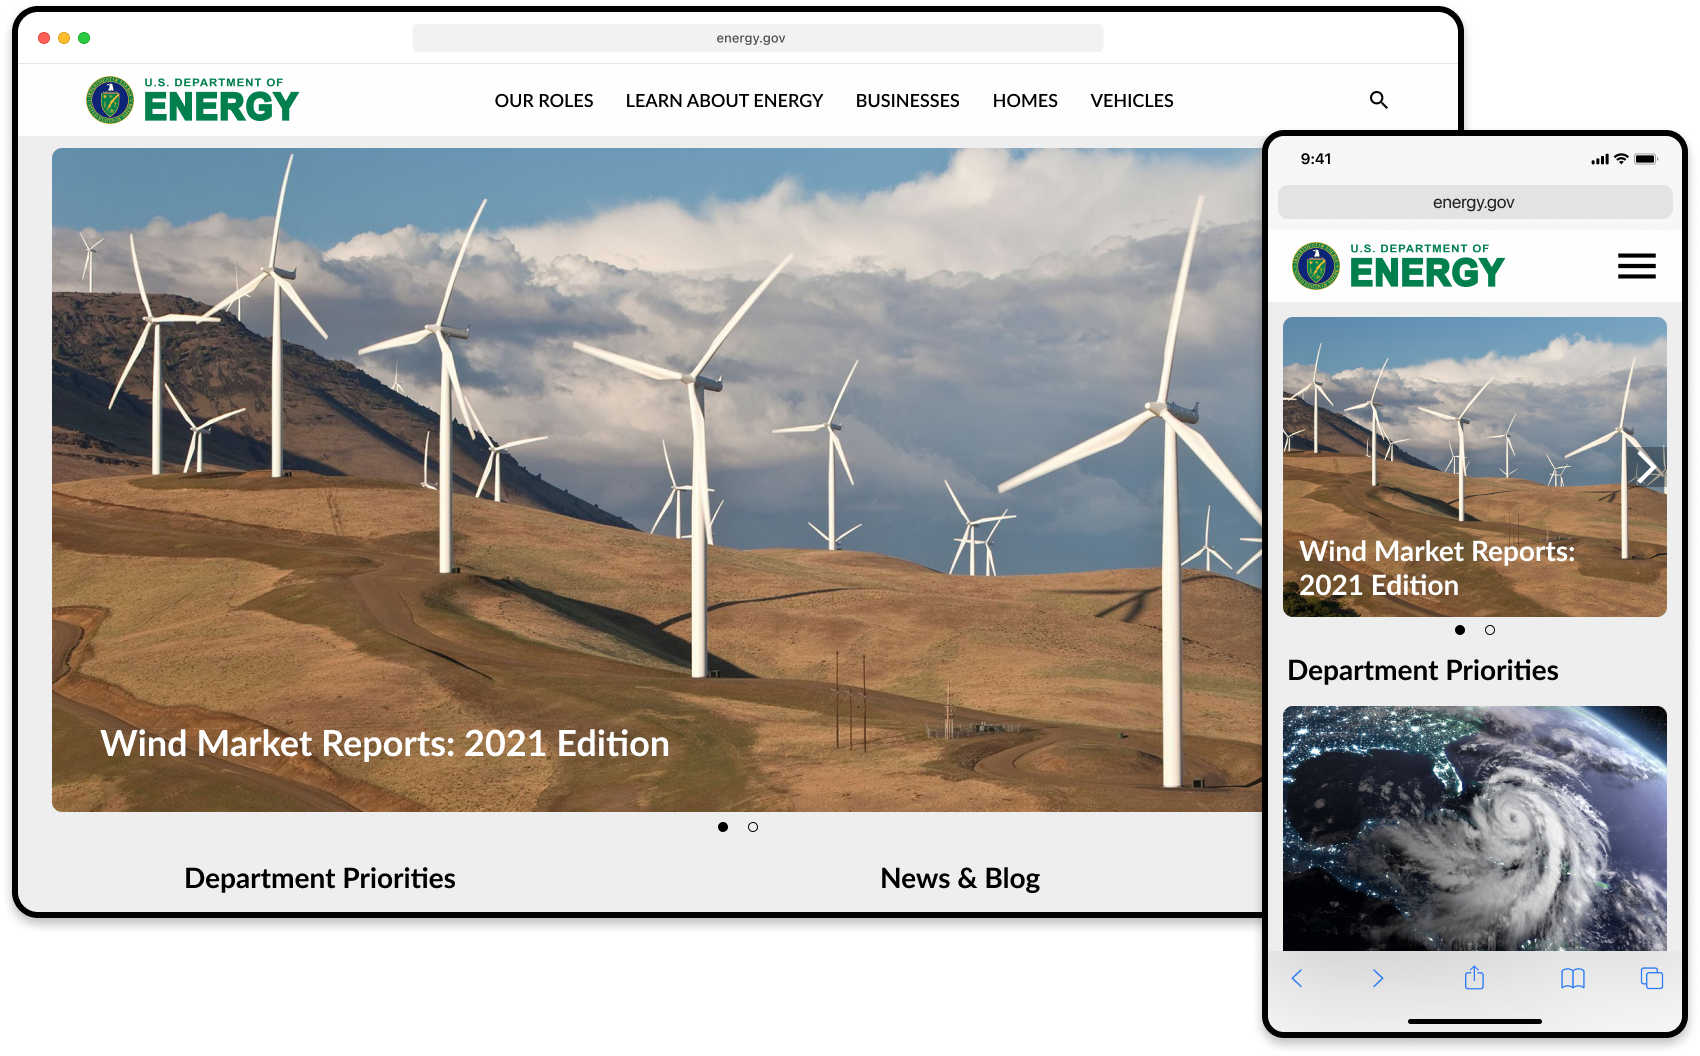 energy.gov
U.S. DEPARTMENT OF
ENERGY
OUR ROLES LEARN ABOUT ENERGY BUSINESSES HOMES VEHICLES
Wind Market Reports: 2021 Edition
Department Priorities
News & Blog
9:41
energy.gov
U.S. DEPARTMENT OF
ENERGY
Wind Market Reports:
2021 Edition
Department Priorities